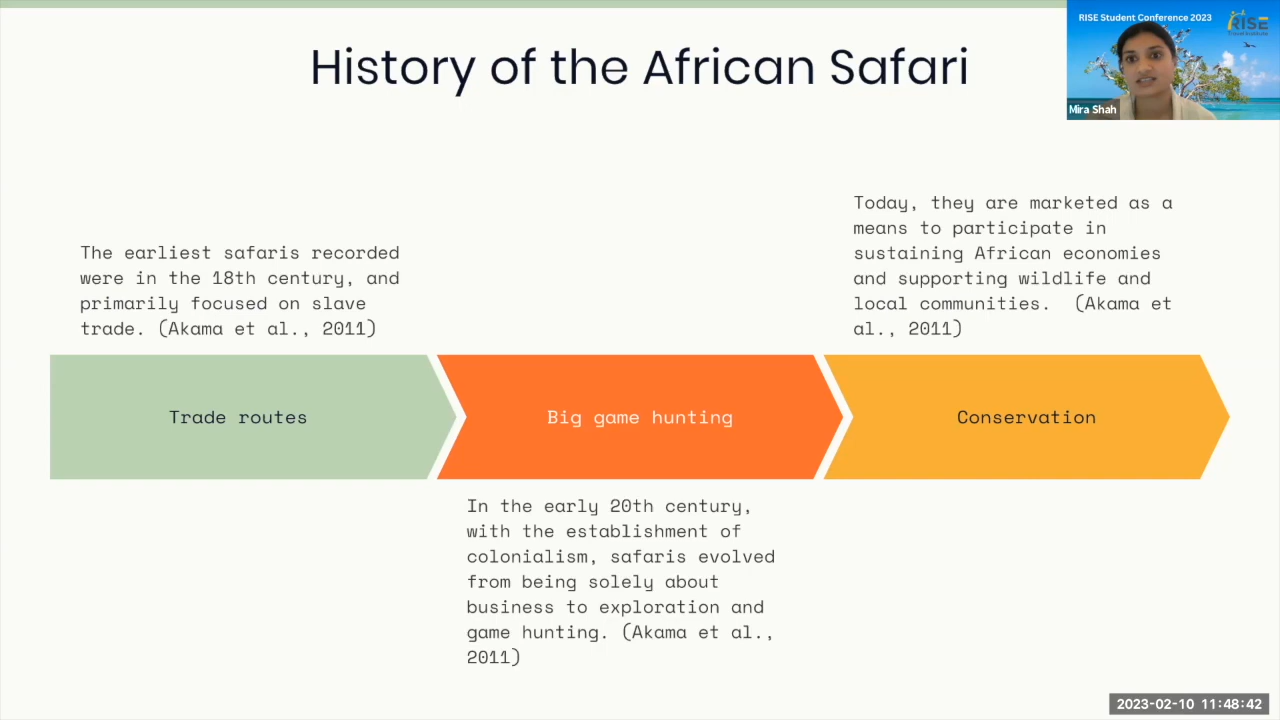 History of the African Safari
RISE Student Conference 2023
RISE
Travel Institute
Mira Shah
Today, they are marketed as a
means to participate in
sustaining African economies
and supporting wildlife and
local communities.  (Akama et
al., 2011)
The earliest safaris recorded
were in the 18th century, and
primarily focused on slave
trade. (Akama et al., 2011)
Trade routes
Big game hunting
Conservation
In the early 20th century,
with the establishment of
colonialism, safaris evolved
from being solely about
business to exploration and
game hunting. (Akama et al.,
2011)
2023-02-10 11:48:42